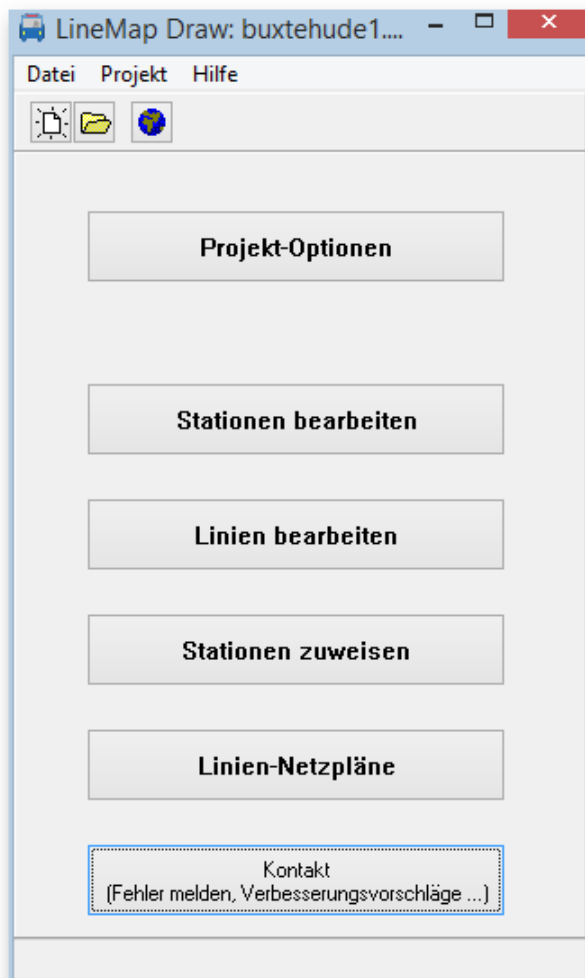 LineMap Draw: buxtehude1....
Datei Projekt Hilfe
Projekt-Optionen
Stationen bearbeiten
Linien bearbeiten
Stationen zuweisen
Linien-Netzpläne
Kontakt
(Fehler melden, Verbesserungsvorschläge ...)